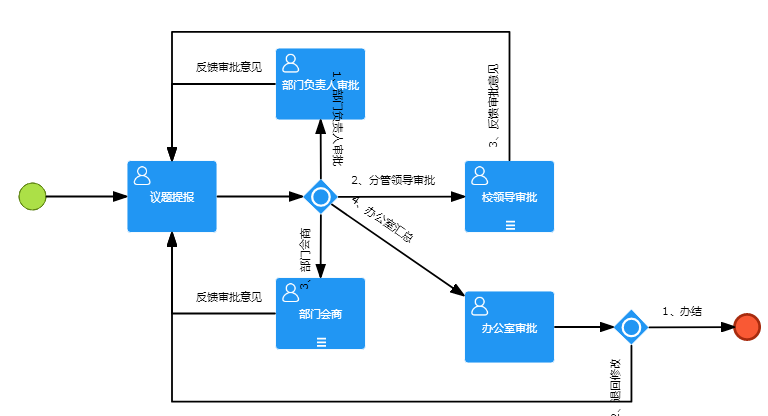 反馈审批意见
部门负责人审批
1、部门负责人审批
3、反馈审批意见
议题提报
2、分管领导审批
校领导审批
4、办公室汇总
3、部门会商
反馈审批意见
部门会商
办公室审批
1、办结
退回修改